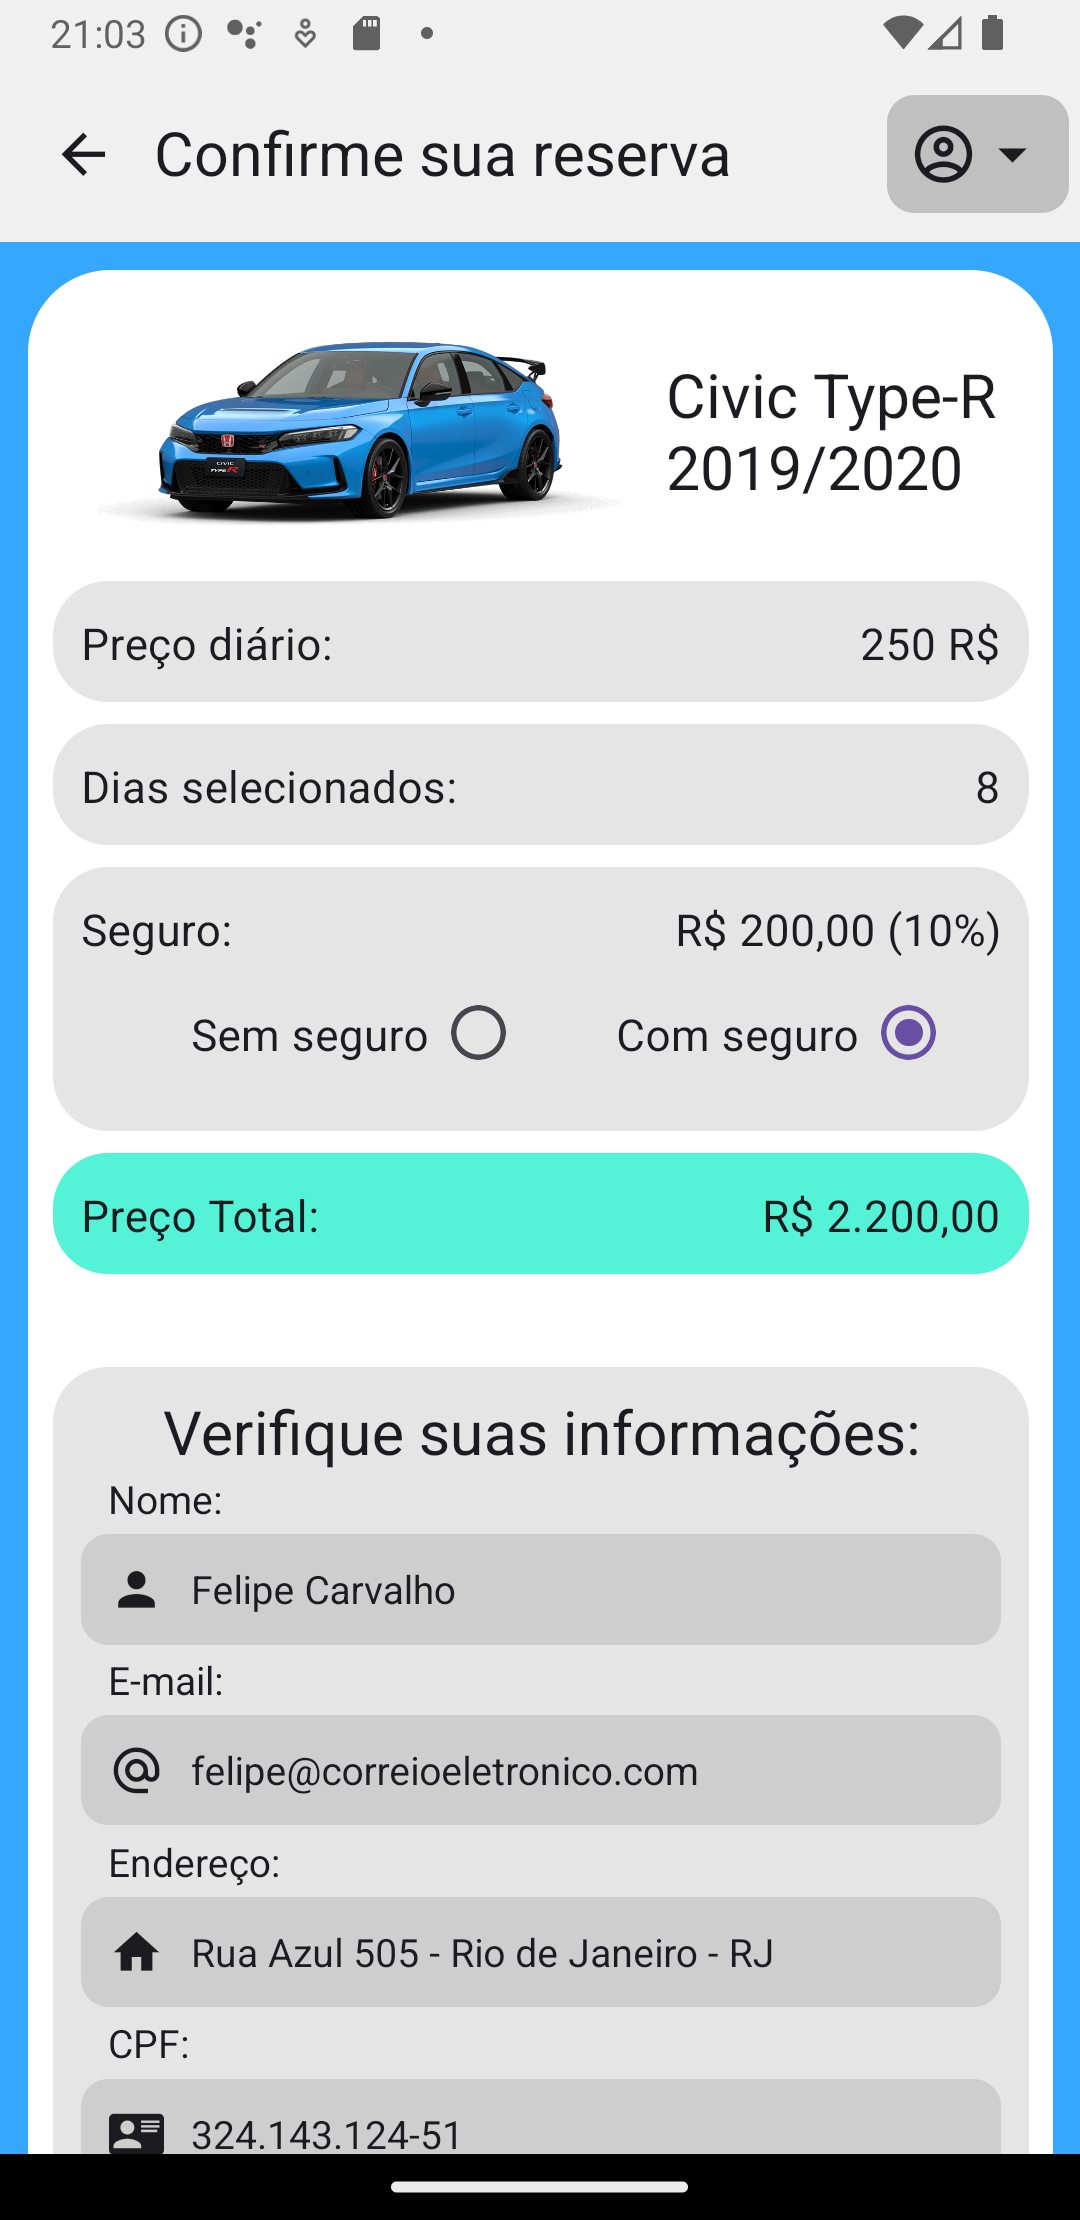 21:03
Confirme sua reserva
Civic Type-R
2019/2020
CIVIC
TYPE R
Preço diário: 250 R$
Dias selecionados: 8
Seguro: R$ 200,00 (10%)
Sem seguro Com seguro
Preço Total: R$ 2.200,00
Verifique suas informações:
Nome:
Felipe Carvalho
E-mail:
felipe@correioeletronico.com
Endereço:
Rua Azul 505 - Rio de Janeiro - RJ
CPF:
324.143.124-51